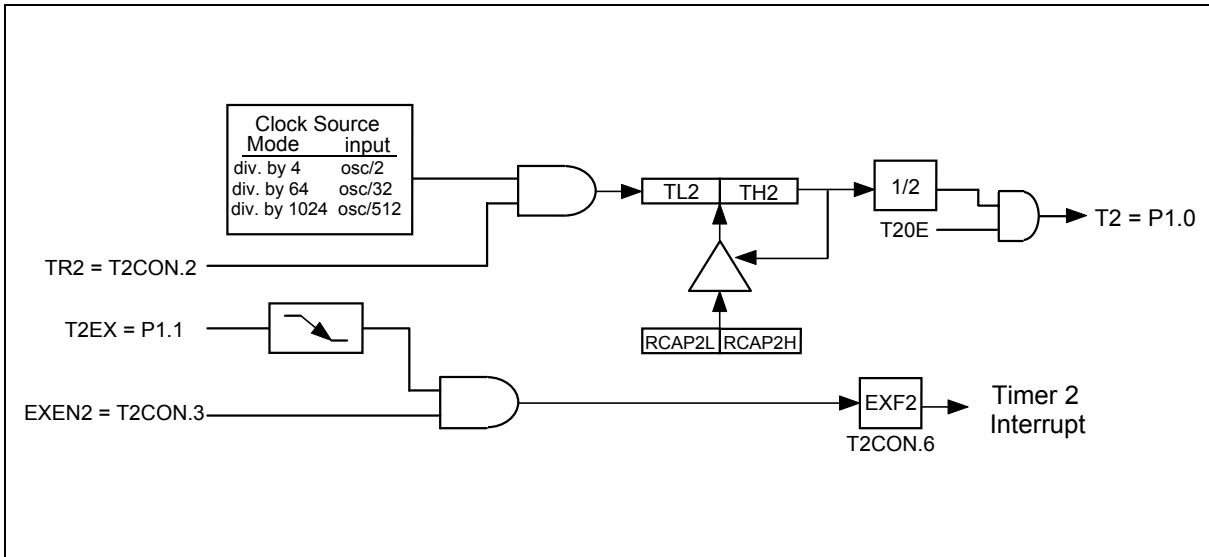 Clock Source
Mode input
div. by 4 osc/2
div. by 64 osc/32
div. by 1024 osc/512
TL2 TH2
1/2
T20E
T2 = P1.0
TR2 = T2CON.2
T2EX = P1.1
RCAP2L RCAP2H
EXEN2 = T2CON.3
EXF2
T2CON.6
Timer 2
Interrupt